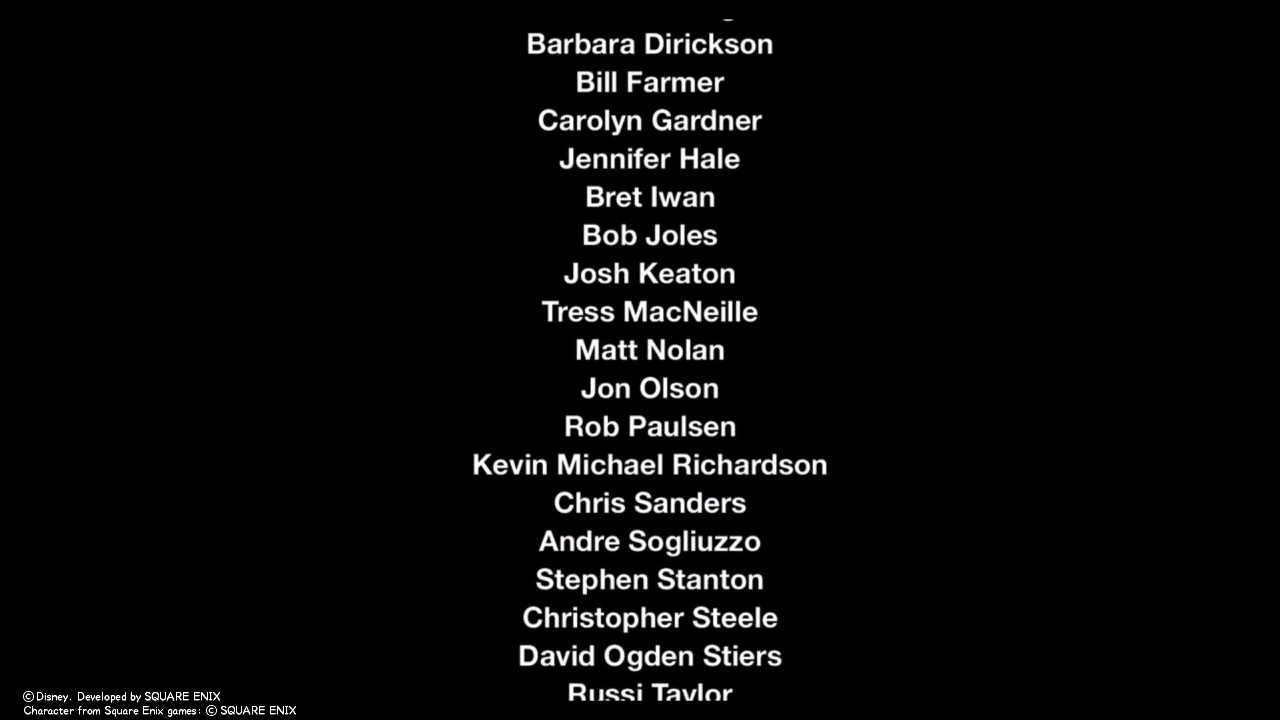 Barbara Dirickson
Bill Farmer
Carolyn Gardner
Jennifer Hale
Bret Iwan
Bob Joles
Josh Keaton
Tress MacNeille
Matt Nolan
Jon Olson
Rob Paulsen
Kevin Michael Richardson
Chris Sanders
Andre Sogliuzzo
Stephen Stanton
Christopher Steele
David Ogden Stiers
Russi Taylor
© Disney. Developed by SQUARE ENIX
Character from Square Enix games: © SQUARE ENIX